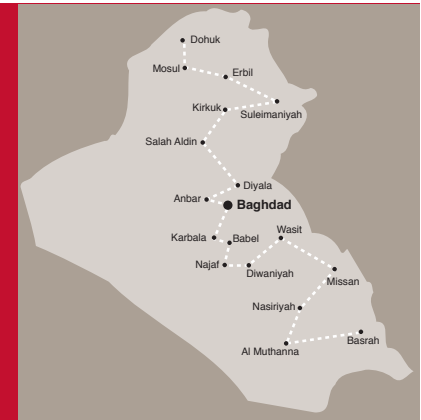 Dohuk
Mosul
Erbil
Kirkuk
Suleimaniyah
Salah Aldin
Diyala
Anbar
Baghdad
Wasit
Karbala
Babel
Najaf
Diwaniyah
Missan
Nasiriyah
Basrah
Al Muthanna